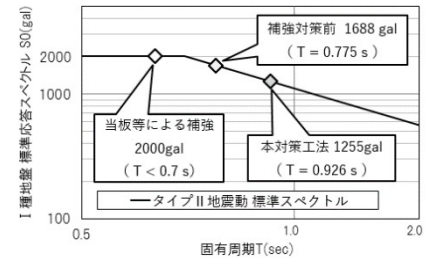 Ⅰ種地盤 標準応答スペクトル S0(gal)
2000
1000
100
補強対策前 1688 gal
（T = 0.775 s）
当板等による補強
2000gal
（T < 0.7 s）
本対策工法 1255gal
（T = 0.926 s）
タイプⅡ地震動 標準スペクトル
0.5
1.0
2.0
固有周期T(sec)